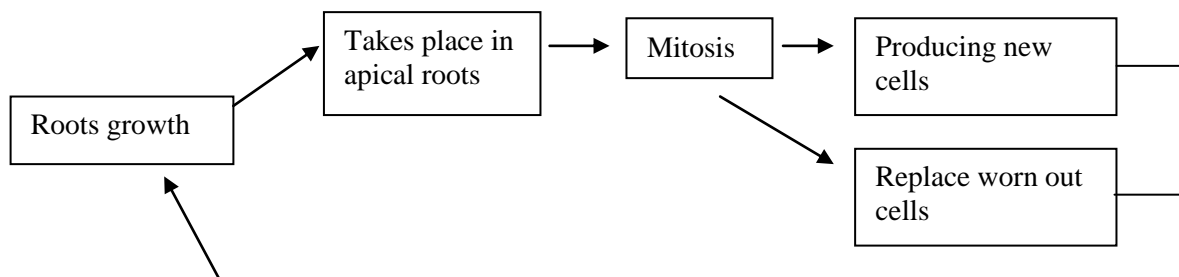 Roots growth
Takes place in
apical roots
Mitosis
Producing new
cells
Replace worn out
cells